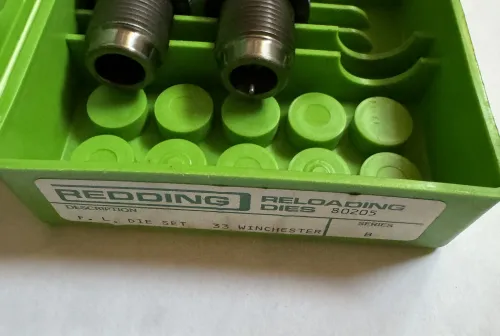 REDDING RELOADING
DIES 80205
DESCRIPTION SERIES
F. L. DIE SET 33 WINCHESTER